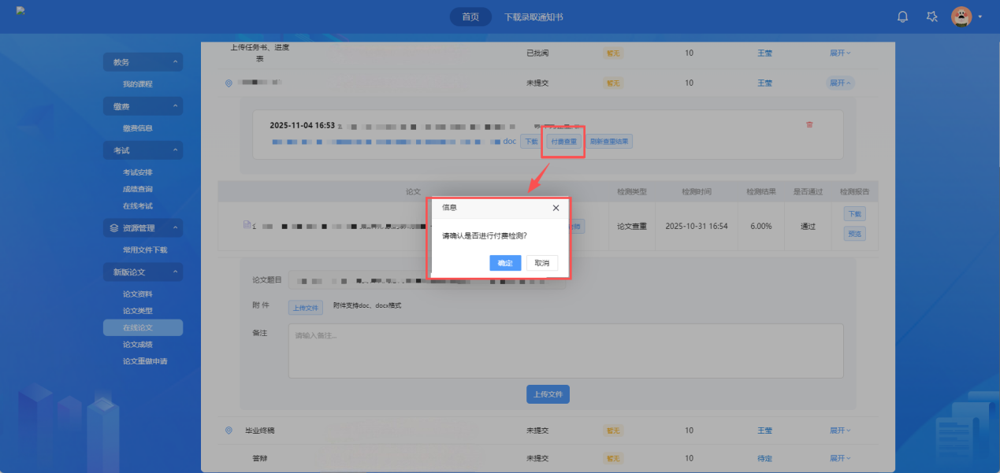 首页
下载录取通知书
教务
我的课程
缴费
缴费信息
考试
考试安排
成绩查询
在线考试
资源管理
常用文件下载
新版论文
论文资料
论文类型
在线论文
论文成绩
论文重做申请
上传任务书、进度
表
已批阅
暂无
10
王莹
展开
未提交
暂无
10
王莹
展开
2025-11-04 16:53
doc
下载
付费查重
刷新查重结果
论文
检测类型
检测时间
检测结果
是否通过
检测报告
论文查重
2025-10-31 16:54
6.00%
通过
下载
预览
信息
请确认是否进行付费检测?
确定
取消
论文题目
附 件
上传文件
附件支持doc、docx格式
备注
请输入备注...
上传文件
毕业终稿
未提交
暂无
10
王莹
展开
答辩
未提交
暂无
10
待定
展开